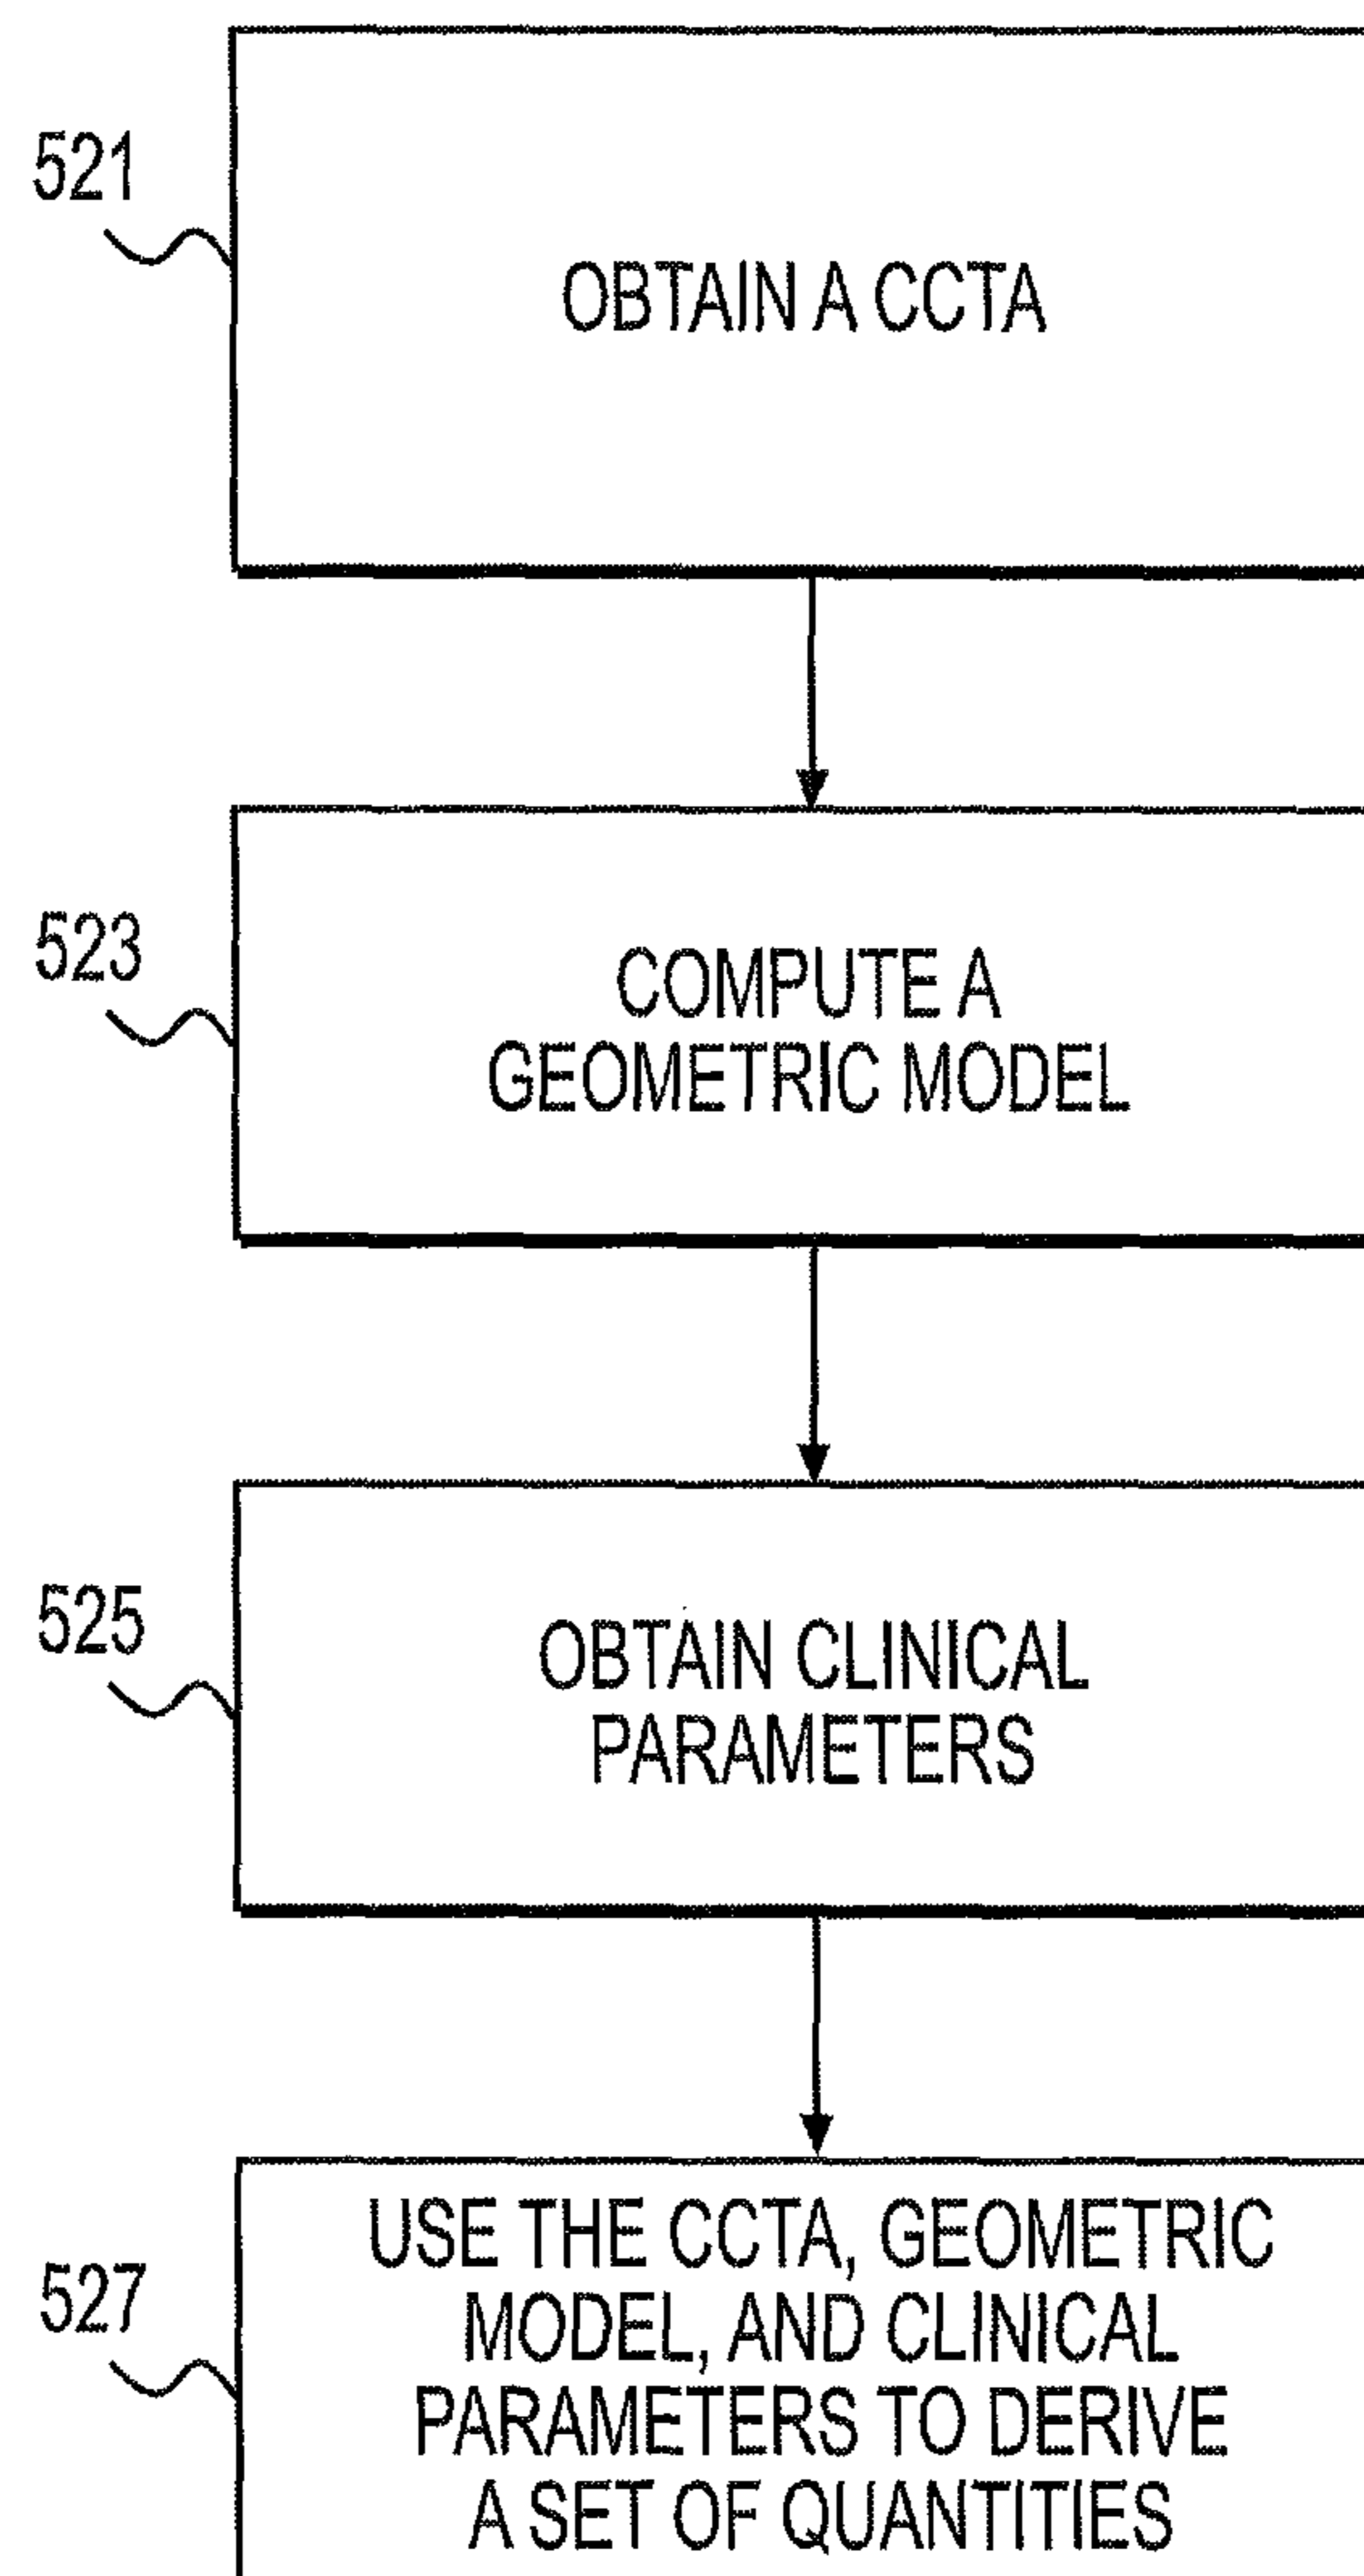 521
OBTAIN A CCTA
523
COMPUTE A
GEOMETRIC MODEL
525
OBTAIN CLINICAL
PARAMETERS
527
USE THE CCTA, GEOMETRIC
MODEL, AND CLINICAL
PARAMETERS TO DERIVE
A SET OF QUANTITIES